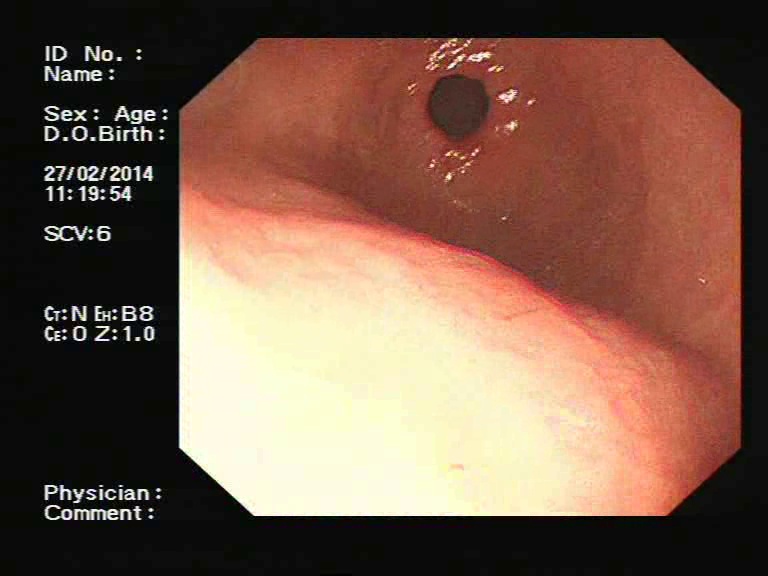 ID No. :
Name :
Sex : Age :
D.O.Birth :
27/02/2014
11:19:54
SCV:6
CT:N EH:B8
CE:0 Z:1.0
Physician :
Comment :